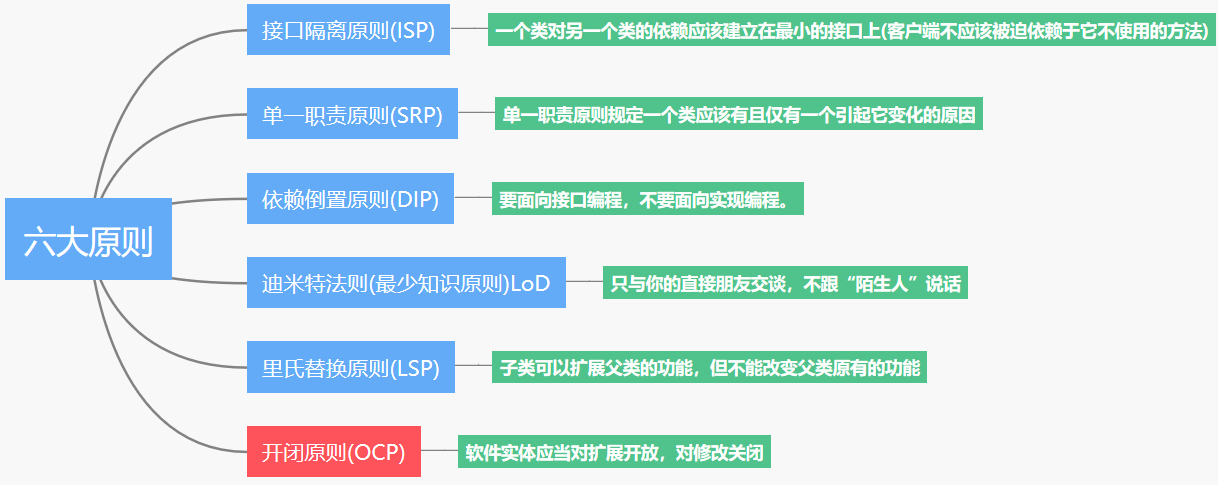 六大原则
接口隔离原则(ISP)
一个类对另一个类的依赖应该建立在最小的接口上(客户端不应该被迫依赖于它不使用的方法)
单一职责原则(SRP)
单一职责原则规定一个类应该有且仅有一个引起它变化的原因
依赖倒置原则(DIP)
要面向接口编程，不要面向实现编程。
迪米特法则(最少知识原则)LoD
只与你的直接朋友交谈，不跟“陌生人”说话
里氏替换原则(LSP)
子类可以扩展父类的功能，但不能改变父类原有的功能
开闭原则(OCP)
软件实体应当对扩展开放，对修改关闭